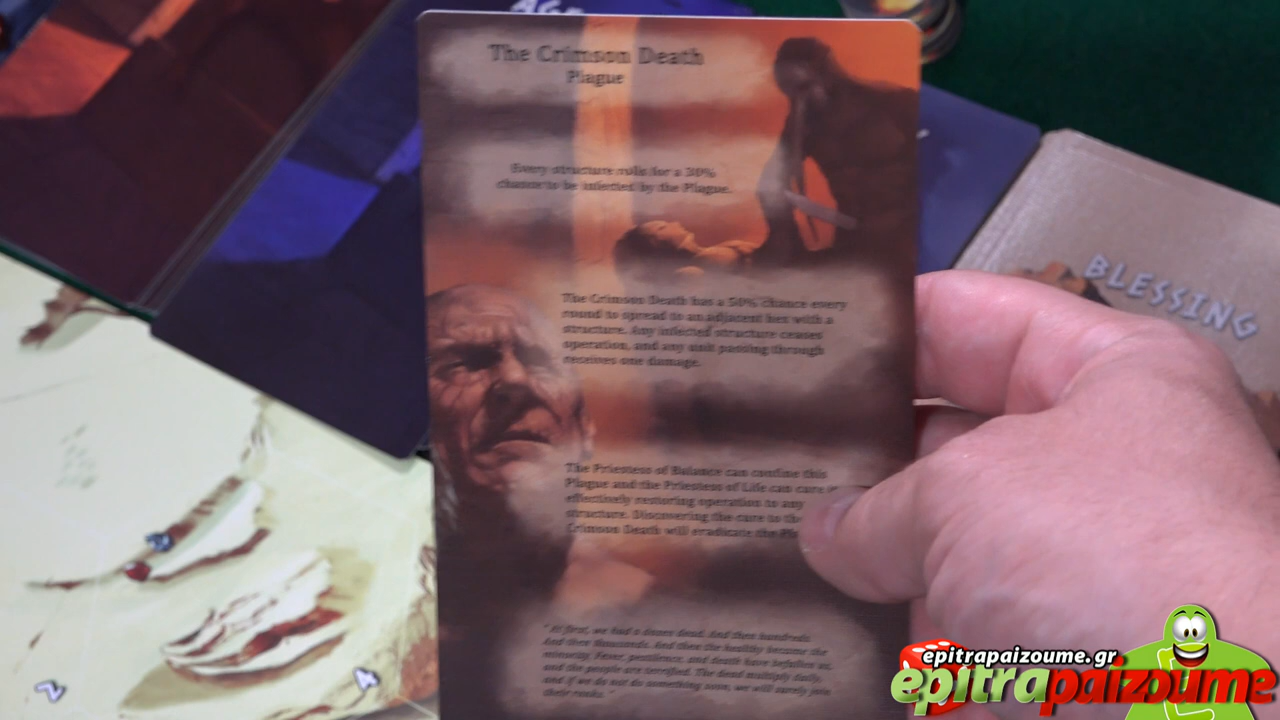 The Crimson Death
Plague
Every structure rolls for a 30%
chance to be infected by the Plague.
The Crimson Death has a 50% chance every
round to spread to an adjacent hex with a
structure. Any infected structure ceases
operation, and any unit passing through
receives one damage.
The Priestess of Balance can confine this
Plague and the Priestess of Life can cure
effectively restoring operation to any
structure. Discovering the cure to the
Crimson Death will eradicate the
"At first, we had a dozen dead. And then hundreds.
And then thousands. And then the healthy became the
minority. Fever, pestilence, and death have befallen us,
and the people are terrified. The dead multiply daily,
and if we do not do something soon, we will surely join
their ranks."
BLESSING
2
4
epitrapaizoume.gr
epitrapaizoume